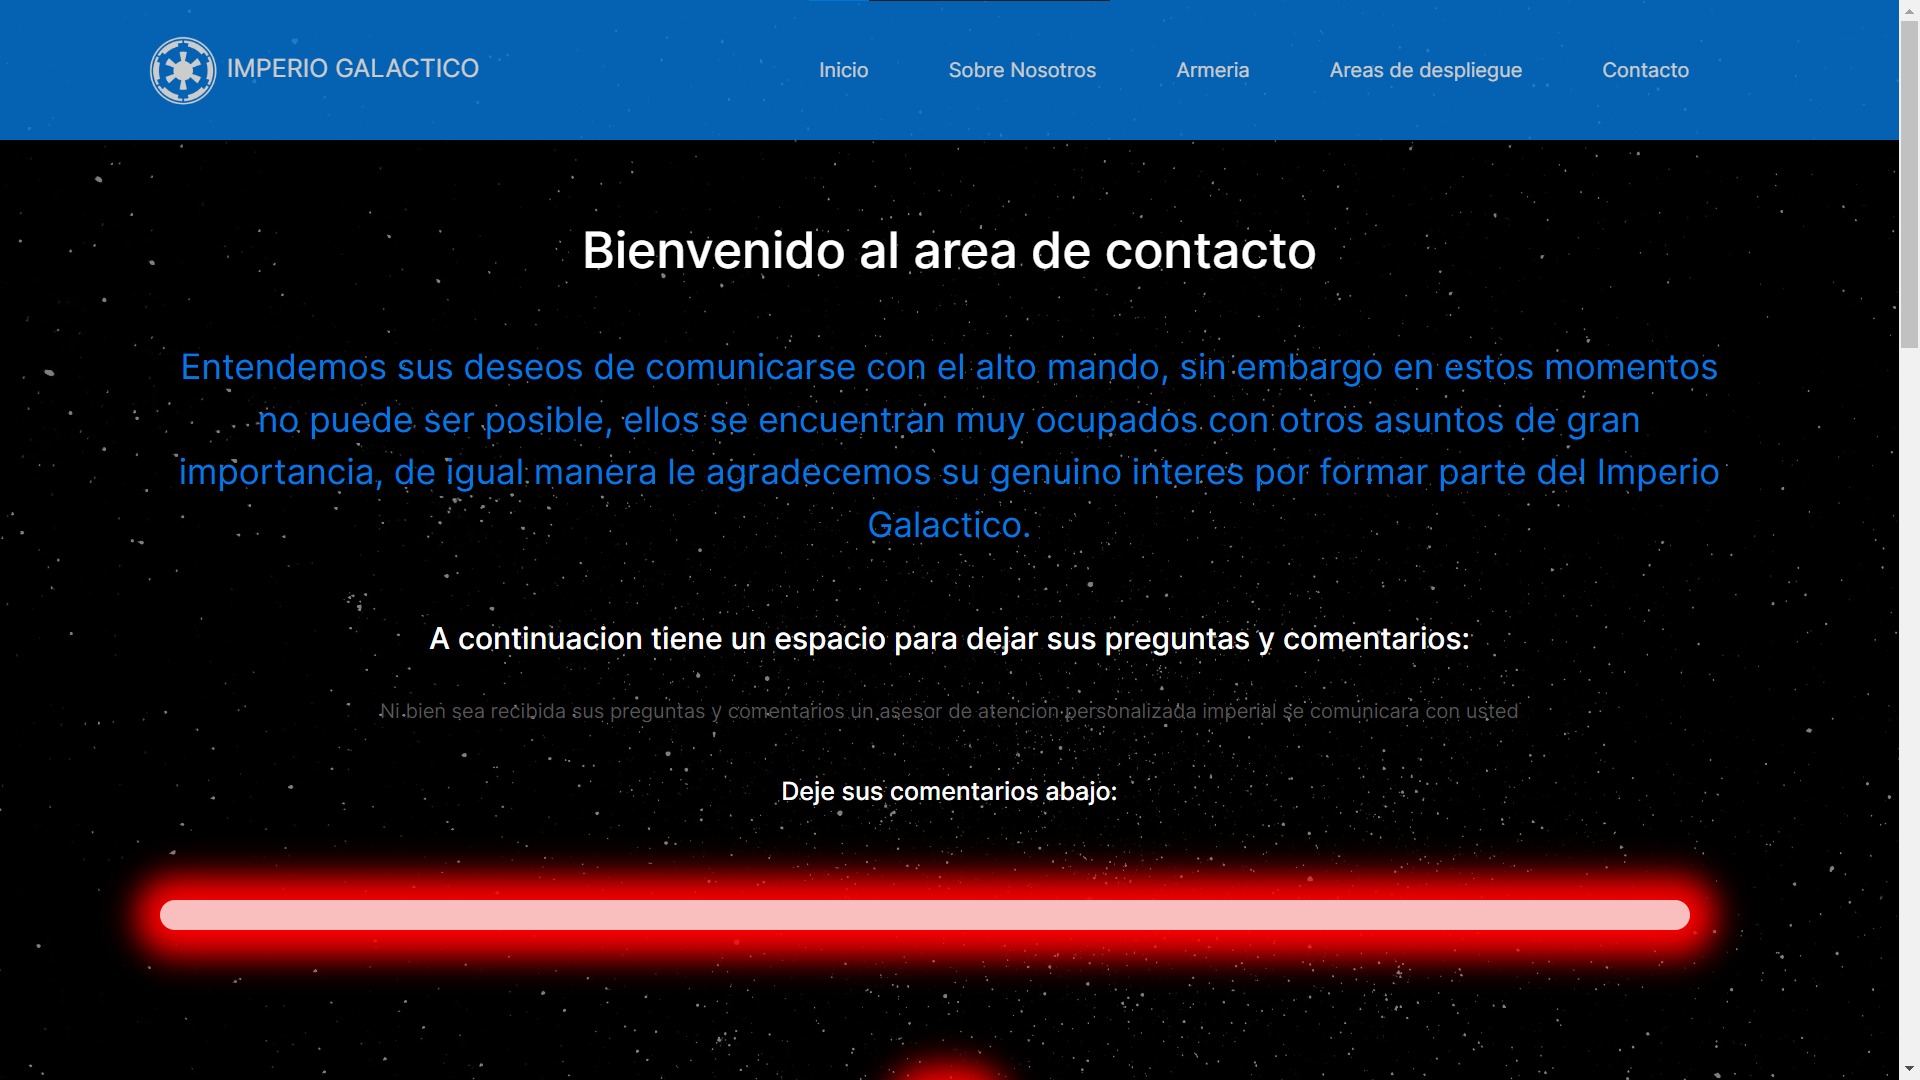 IMPERIO GALACTICO
Inicio
Sobre Nosotros
Armeria
Areas de despliegue
Contacto
Bienvenido al area de contacto
Entendemos sus deseos de comunicarse con el alto mando, sin embargo en estos momentos
no puede ser posible, ellos se encuentran muy ocupados con otros asuntos de gran
importancia, de igual manera le agradecemos su genuino interes por formar parte del Imperio
Galactico.
A continuacion tiene un espacio para dejar sus preguntas y comentarios:
Ni bien sea recibida sus preguntas y comentarios un asesor de atencion personalizada imperial se comunicara con usted
Deje sus comentarios abajo: